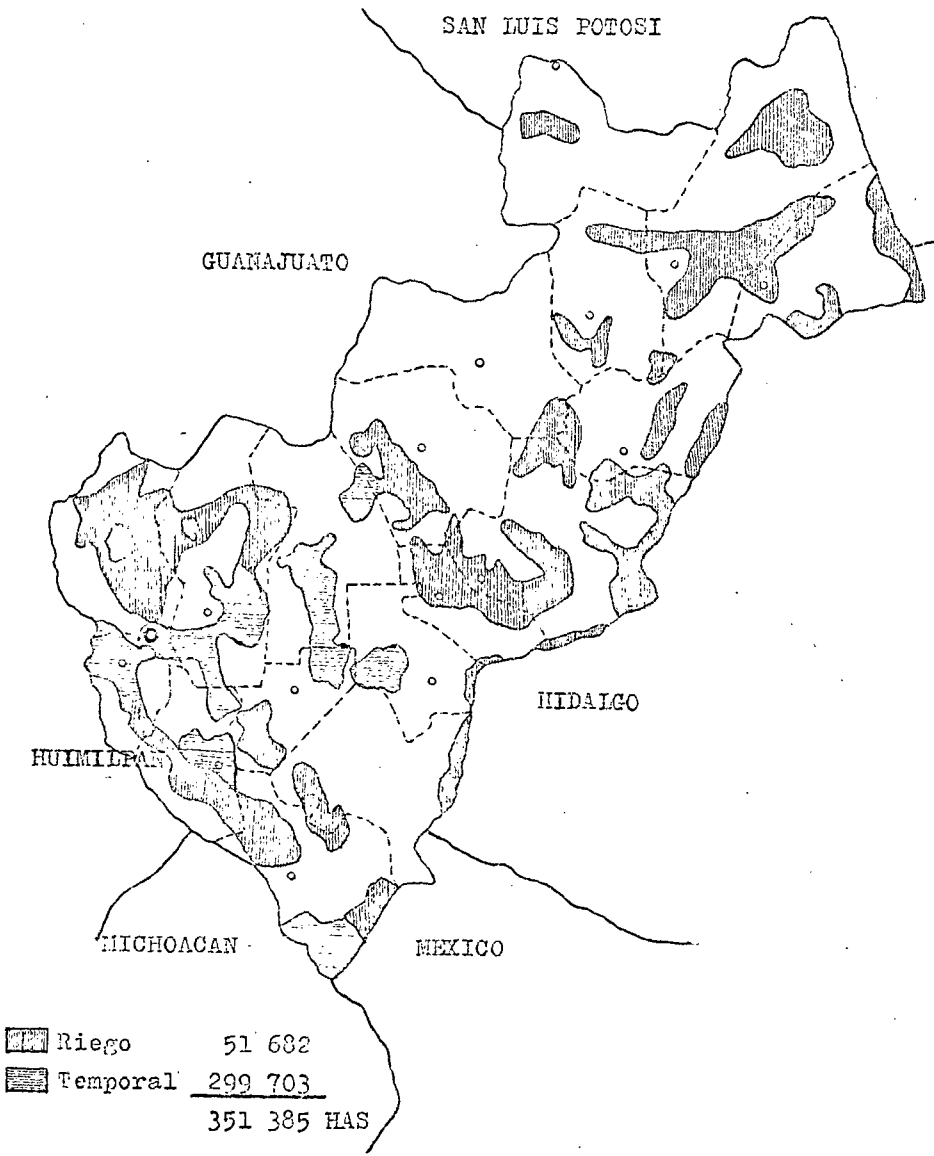 SAN LUIS POTOSI
GUANAJUATO
HIDALGO
HUIMILPAN
MICHOACAN
MEXICO
Riego 51 682
Temporal 299 703
351 385 HAS